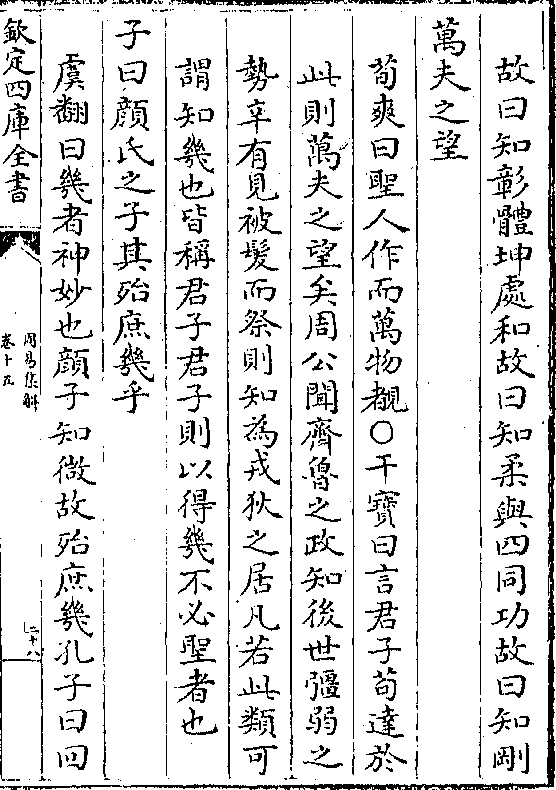 故曰知彰體坤處和故曰知柔與四同功故曰知剛
萬夫之望
荀爽曰聖人作而萬物覩○干寶曰言君子苟達於
此則萬夫之望矣周公聞齊魯之政知後世彊弱之
勢辛有見被髮而祭則知為戎狄之居凡若此類可
謂知幾也皆稱君子君子則以得幾不必聖者也
子曰顔氏之子其殆庶幾乎
虞翻曰幾者神妙也顔子知微故殆庶幾孔子曰回
欽定四庫全書
周易集解
卷十五
二十八